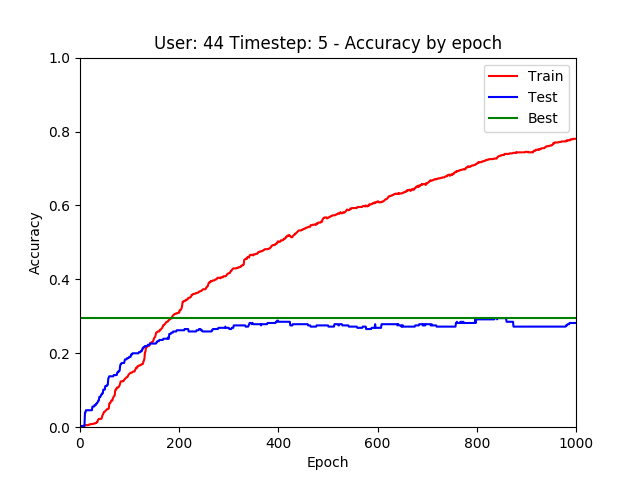 User: 44 Timestep: 5 - Accuracy by epoch
Train
Test
Best
Accuracy
1.0
0.8
0.6
0.4
0.2
0.0
0 200 400 600 800 1000
Epoch